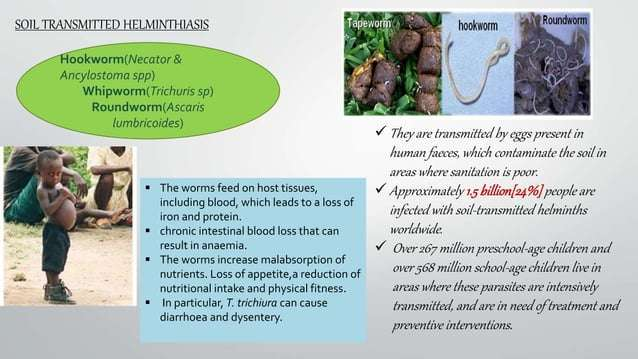 SOIL TRANSMITTED HELMINTHIASIS
Hookworm(Necator &
Ancylostoma spp)
Whipworm(Trichuris sp)
Roundworm(Ascaris
lumbricoides)
Tapeworm
hookworm
Roundworm
✓ They are transmitted by eggs present in
human faeces, which contaminate the soil in
areas where sanitation is poor.
✓ Approximately 1.5 billion[24%] people are
infected with soil-transmitted helminths
worldwide.
✓ Over 267 million preschool-age children and
over 568 million school-age children live in
areas where these parasites are intensively
transmitted, and are in need of treatment and
preventive interventions.
▪ The worms feed on host tissues,
including blood, which leads to a loss of
iron and protein.
▪ chronic intestinal blood loss that can
result in anaemia.
▪ The worms increase malabsorption of
nutrients. Loss of appetite,a reduction of
nutritional intake and physical fitness.
▪ In particular, T. trichiura can cause
diarrhoea and dysentery.